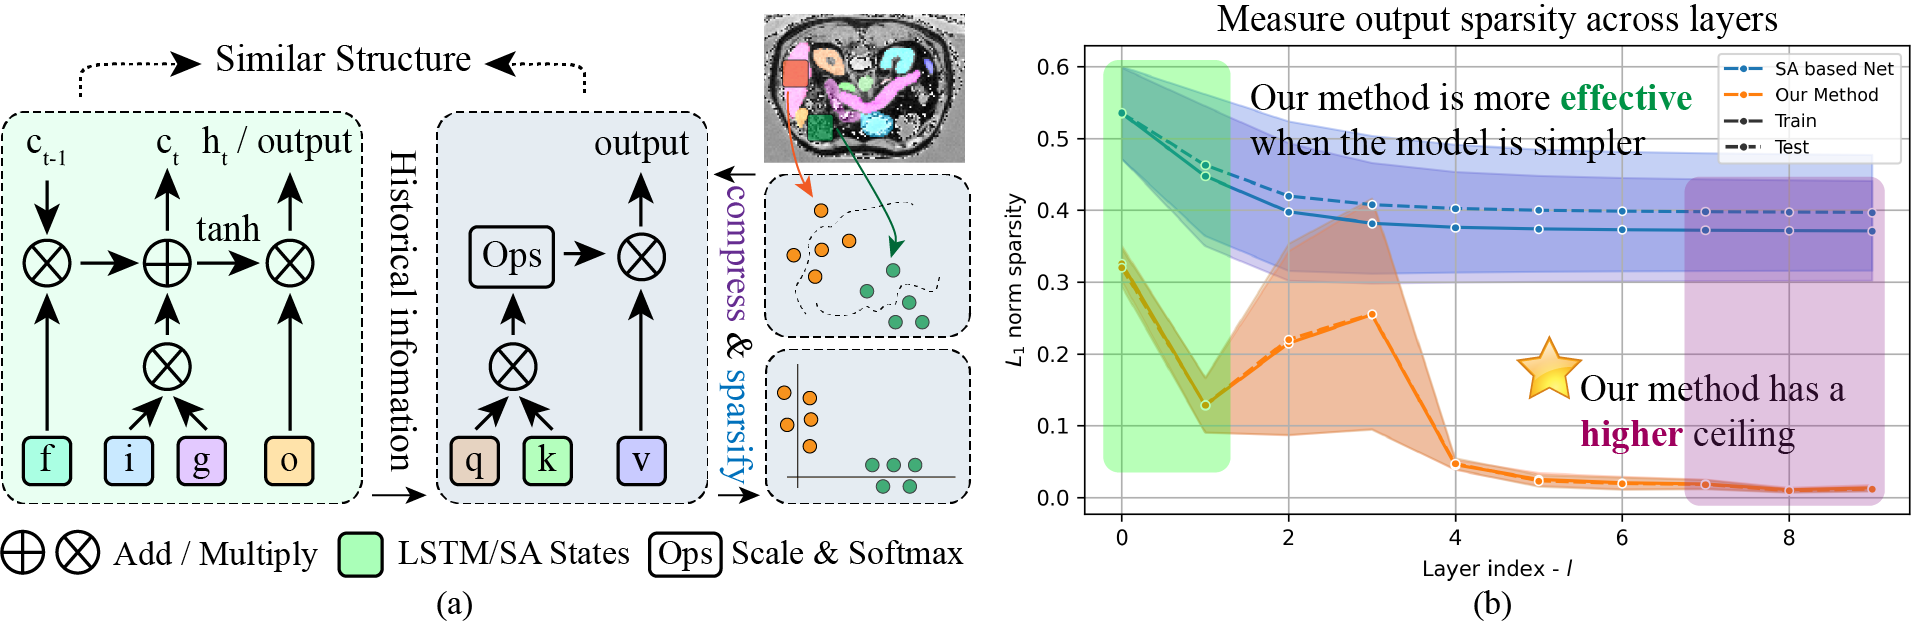 Similar Structure
c_{t-1}
c_t
h_t / output
tanh
f
i
g
o
Historical infomation
output
Ops
q
k
v
compress & sparsify
Add / Multiply
LSTM/SA States
Ops
Scale & Softmax
(a)
Measure output sparsity across layers
SA based Net
Our Method
Train
Test
Our method is more effective
when the model is simpler
Our method has a
higher ceiling
L_1 norm sparsity
0.6
0.5
0.4
0.3
0.2
0.1
0.0
0
2
4
6
8
Layer index - l
(b)